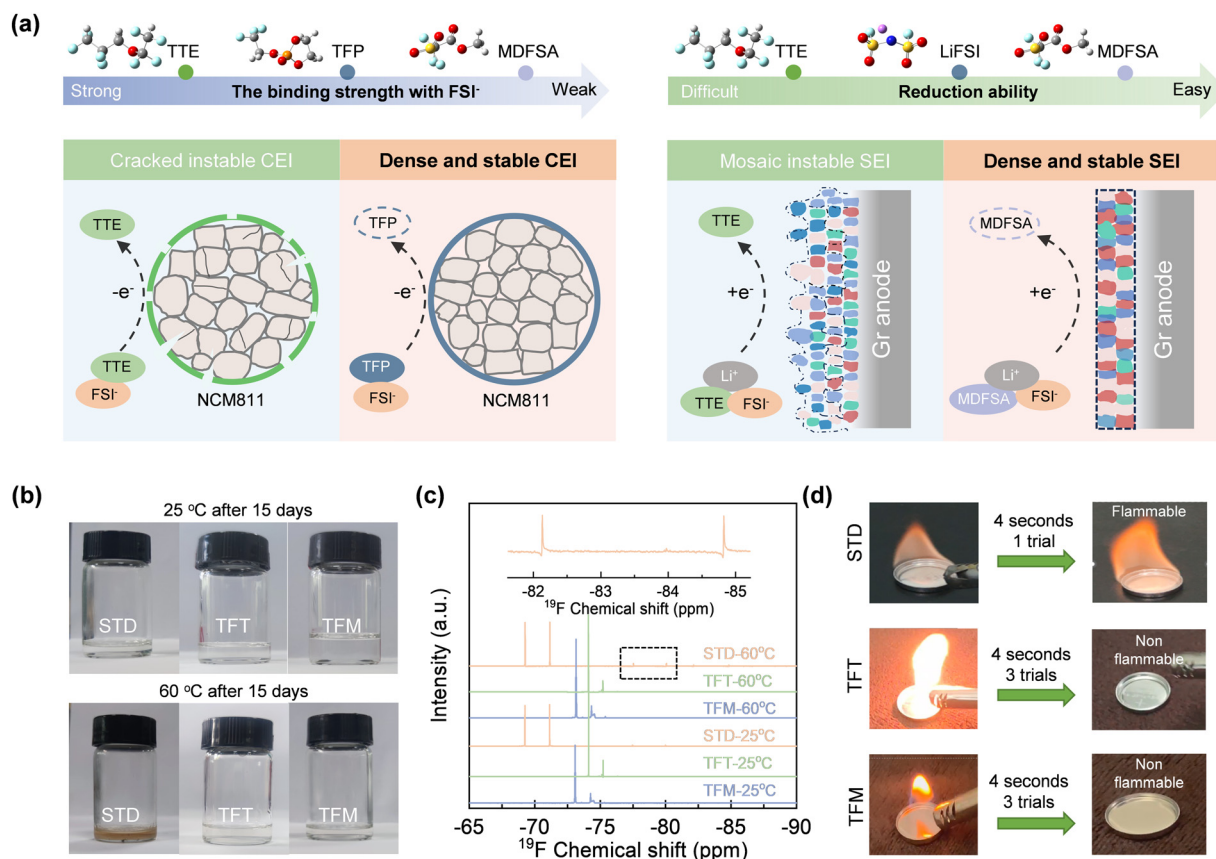 (a)
TTE
TFP
MDFSA
Strong
The binding strength with FSI⁻
Weak
Cracked instable CEI
Dense and stable CEI
TTE
-e⁻
TTE
FSI⁻
NCM811
TFP
-e⁻
TFP
FSI⁻
NCM811
TTE
LiFSI
MDFSA
Difficult
Reduction ability
Easy
Mosaic instable SEI
Dense and stable SEI
TTE
+e⁻
Li⁺
TTE
FSI⁻
Gr anode
MDFSA
+e⁻
Li⁺
MDFSA
FSI⁻
Gr anode
(b)
25 °C after 15 days
STD
TFT
TFM
60 °C after 15 days
STD
TFT
TFM
(c)
Intensity (a.u.)
-82
-83
-84
-85
¹⁹F Chemical shift (ppm)
STD-60°C
TFT-60°C
TFM-60°C
STD-25°C
TFT-25°C
TFM-25°C
-65
-70
-75
-80
-85
-90
¹⁹F Chemical shift (ppm)
(d)
STD
4 seconds
1 trial
Flammable
TFT
4 seconds
3 trials
Non
flammable
TFM
4 seconds
3 trials
Non
flammable